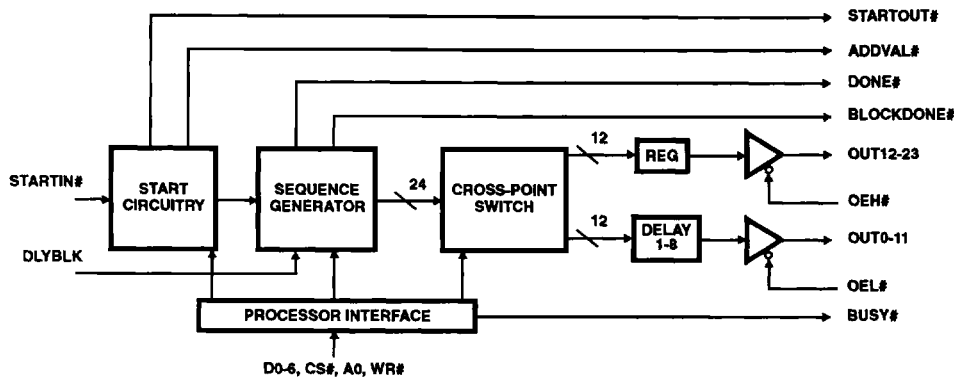 STARTOUT#
ADDVAL#
DONE#
BLOCKDONE#
12
REG
OUT12-23
STARTIN#
START
CIRCUITRY
SEQUENCE
GENERATOR
24
CROSS-POINT
SWITCH
OEH#
12
DELAY
1-8
OUT0-11
DLYBLK
OEL#
PROCESSOR INTERFACE
BUSY#
D0-6, CS#, A0, WR#